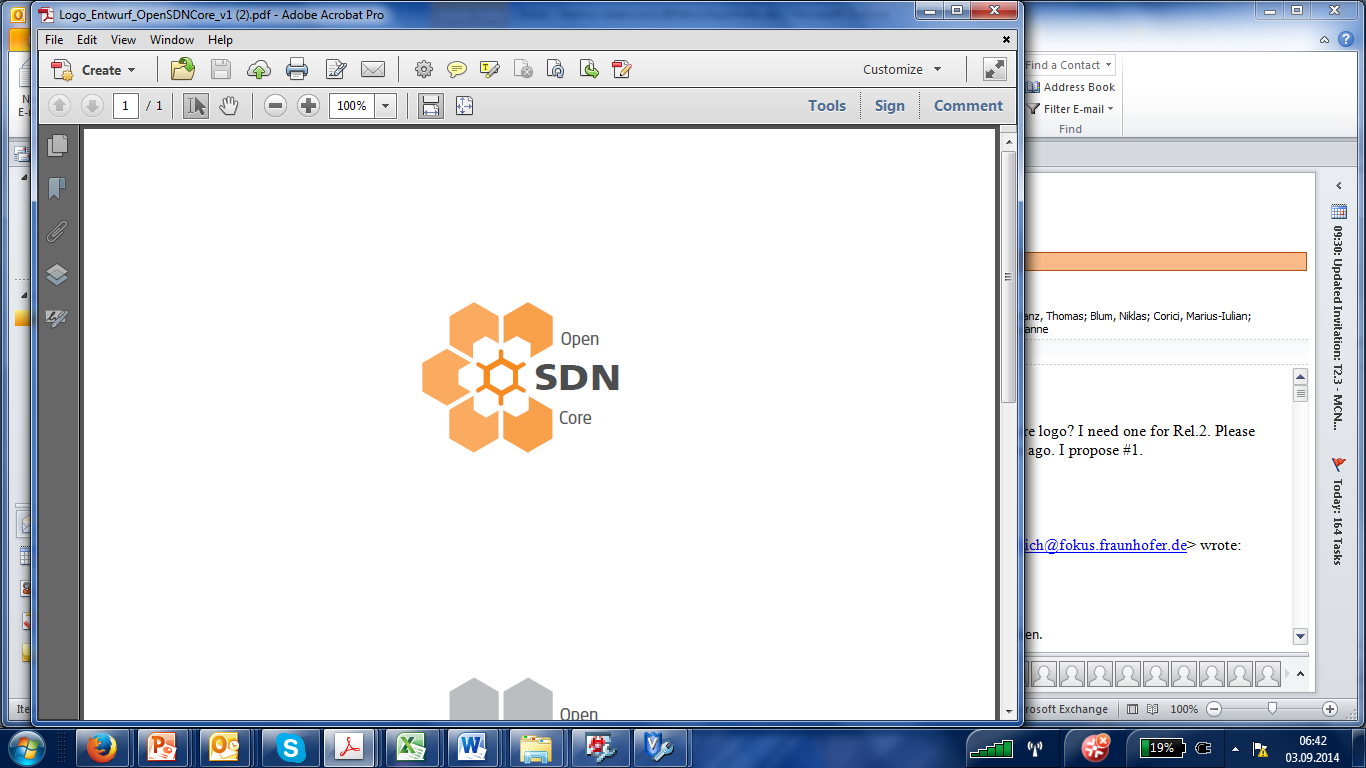 Logo_Entwurf_OpenSDNCore_v1 (2).pdf - Adobe Acrobat Pro
File Edit View Window Help
Create
Customize
1 / 1
100%
Tools Sign Comment
Open
SDN
Core
Open
Find a Contact
Address Book
Filter E-mail
Find
anz, Thomas; Blum, Niklas; Corici, Marius-Iulian;
anne
re logo? I need one for Rel.2. Please
ago. I propose #1.
ich@fokus.fraunhofer.de> wrote:
en.
09:30: Updated Invitation: T2.3 - MCN...
Today: 164 Tasks
N
E-m
Ite
rosoft Exchange
100%
19%
06:42
03.09.2014